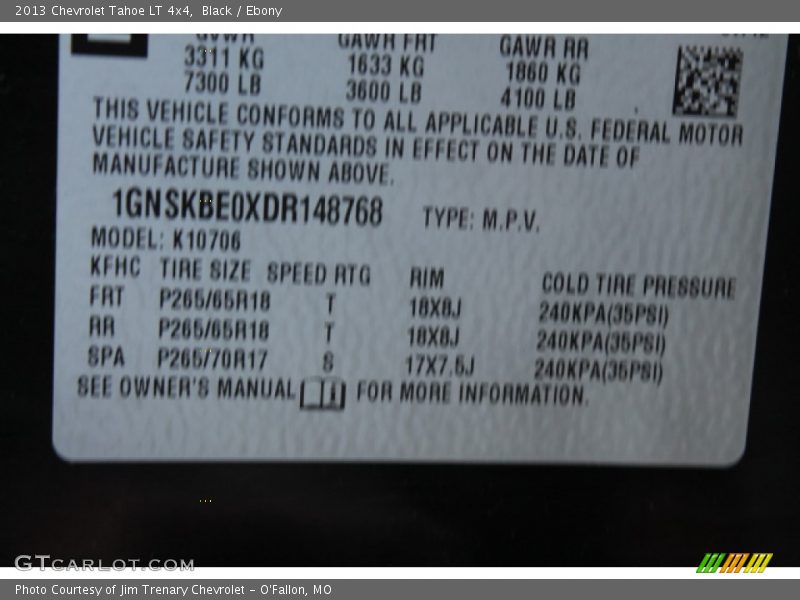 2013 Chevrolet Tahoe LT 4x4, Black / Ebony
GVWR GAWR FRT GAWR RR
3311 KG 1633 KG 1860 KG
7300 LB 3600 LB 4100 LB
THIS VEHICLE CONFORMS TO ALL APPLICABLE U.S. FEDERAL MOTOR
VEHICLE SAFETY STANDARDS IN EFFECT ON THE DATE OF
MANUFACTURE SHOWN ABOVE.
1GNSKBE0XDR148768 TYPE: M.P.V.
MODEL: K10706
KFHC TIRE SIZE SPEED RTG RIM COLD TIRE PRESSURE
FRT P265/65R18 T 18X8J 240KPA(35PSI)
RR P265/65R18 T 18X8J 240KPA(35PSI)
SPA P265/70R17 S 17X7.5J 240KPA(35PSI)
SEE OWNER'S MANUAL FOR MORE INFORMATION.
GTCARLOT.COM
Photo Courtesy of Jim Trenary Chevrolet - O'Fallon, MO